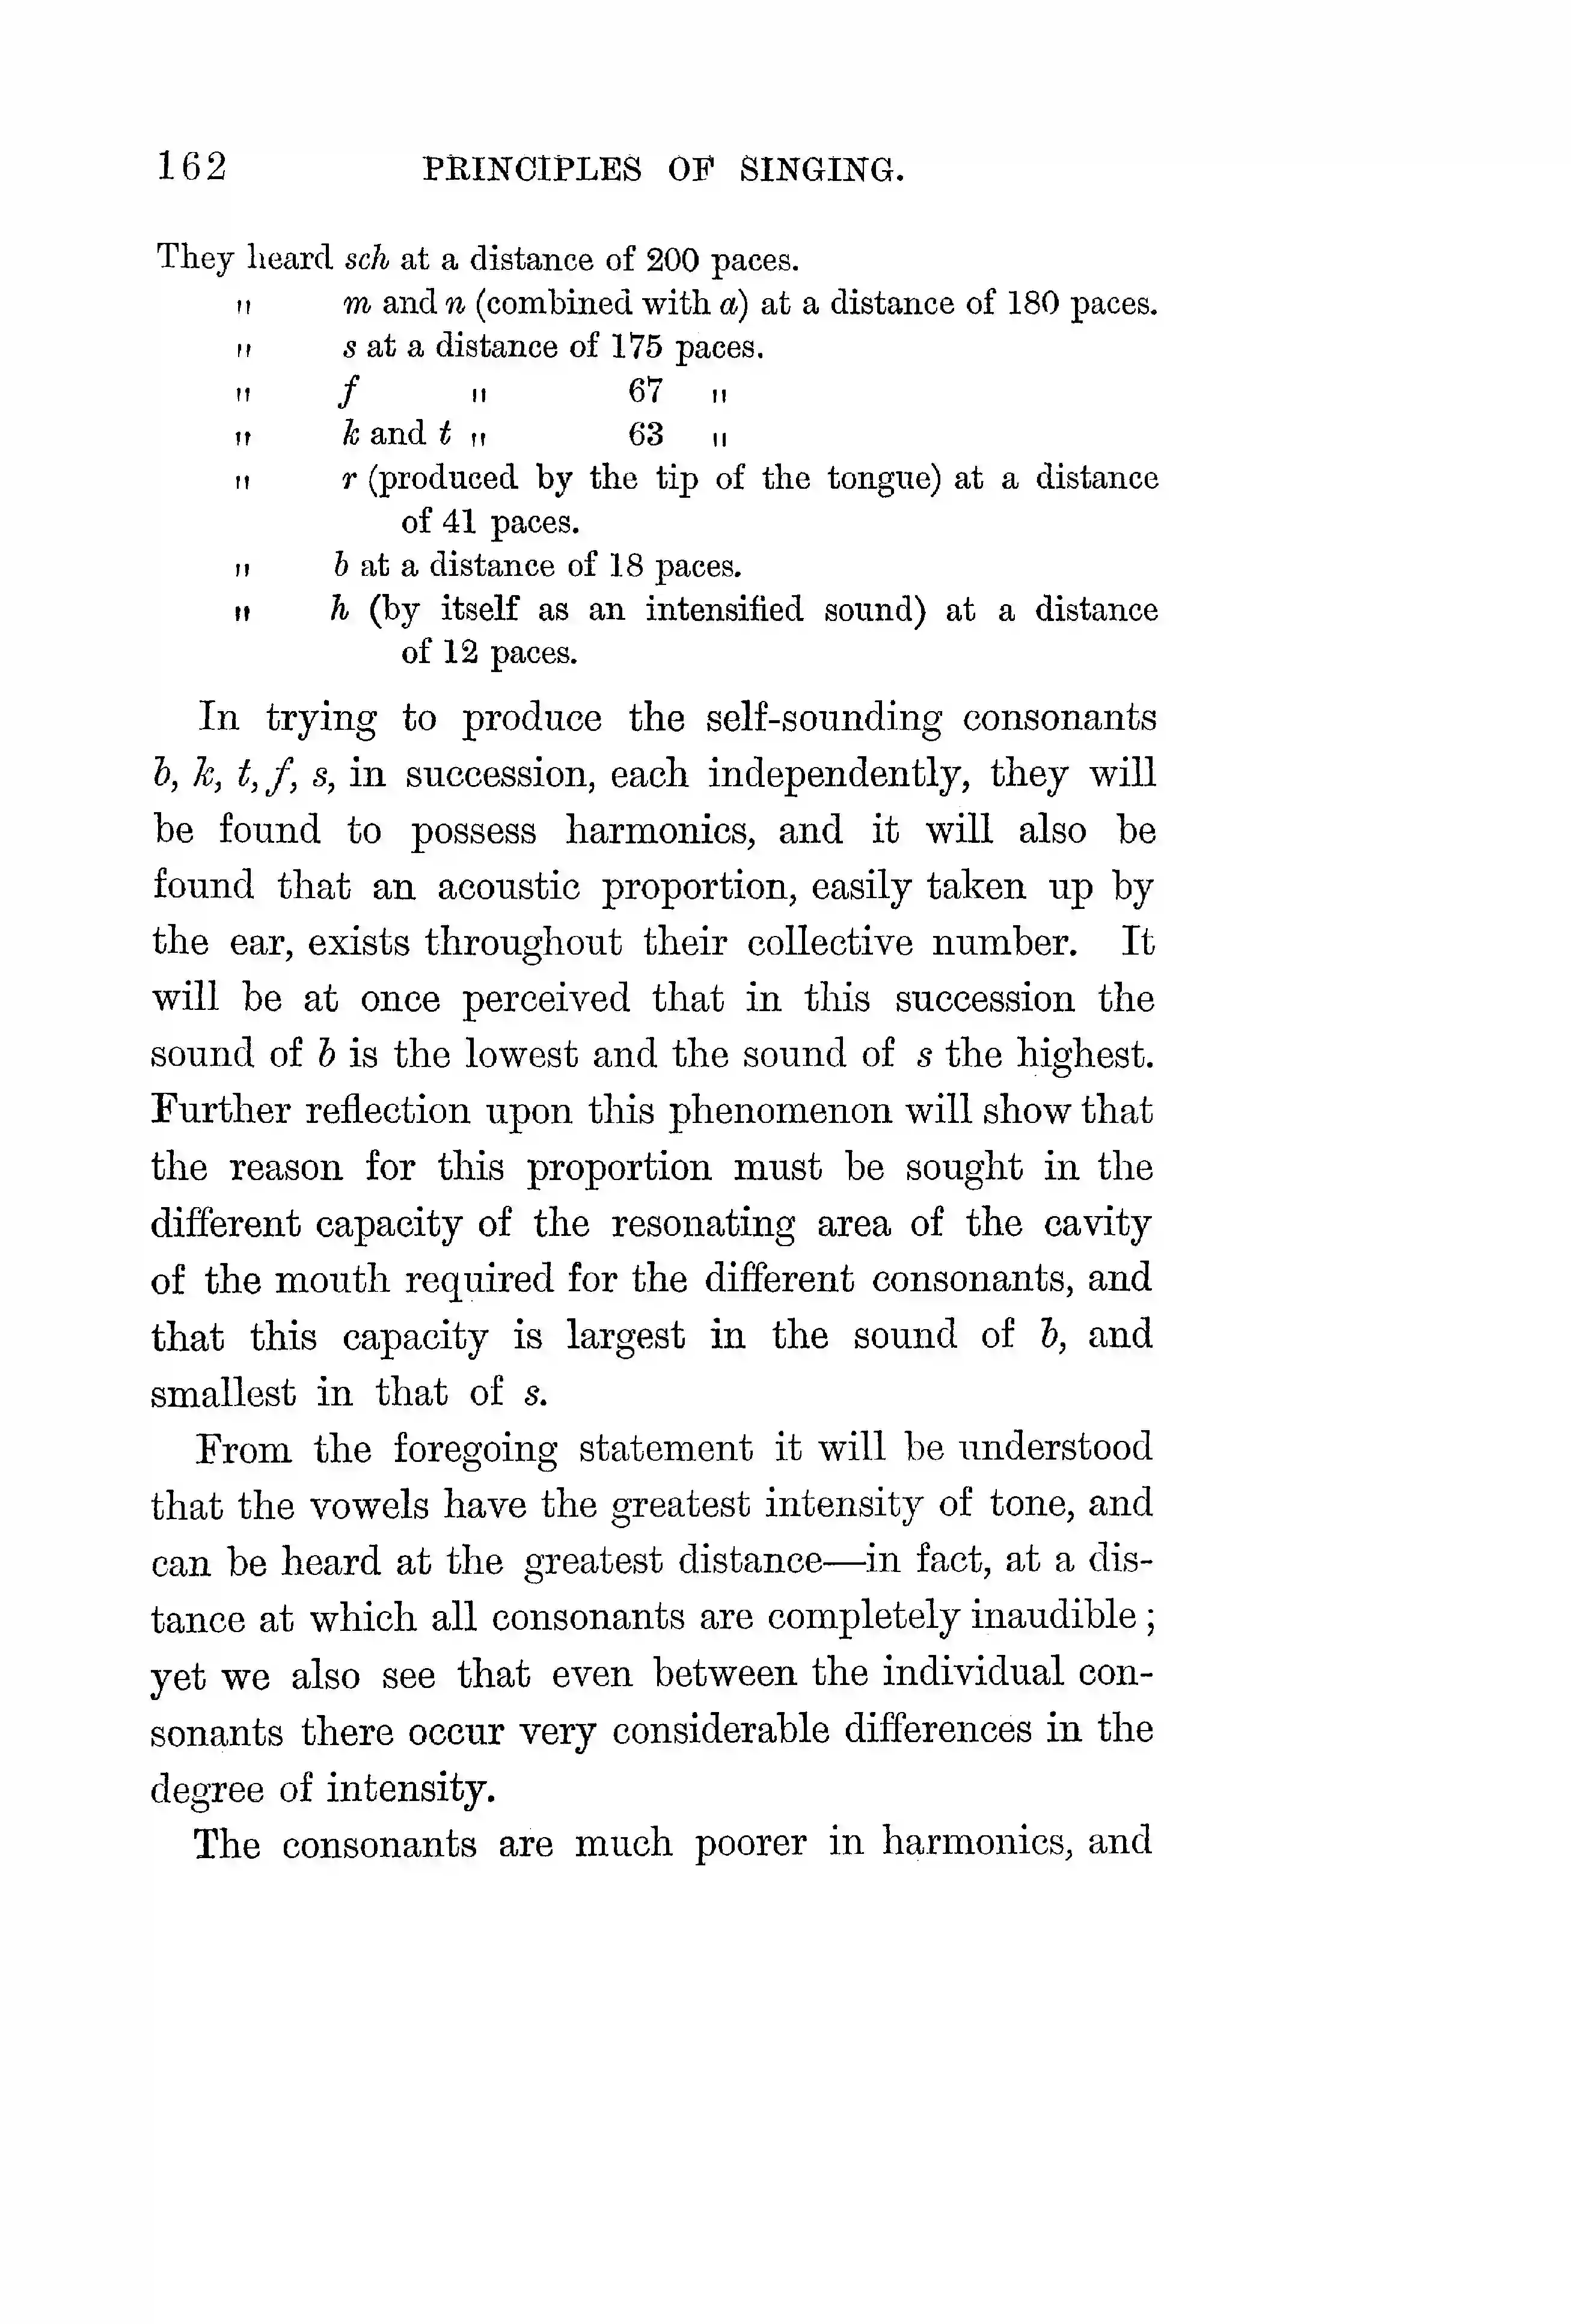 162 PRINCIPLES OF SINGING.
They heard sch at a distance of 200 paces.
" m and n (combined with a) at a distance of 180 paces.
" s at a distance of 175 paces.
" f " 67 "
" k and t " 63 "
" r (produced by the tip of the tongue) at a distance
of 41 paces.
" b at a distance of 18 paces.
" h (by itself as an intensified sound) at a distance
of 12 paces.
In trying to produce the self-sounding consonants
b, k, t, f, s, in succession, each independently, they will
be found to possess harmonics, and it will also be
found that an acoustic proportion, easily taken up by
the ear, exists throughout their collective number. It
will be at once perceived that in this succession the
sound of b is the lowest and the sound of s the highest.
Further reflection upon this phenomenon will show that
the reason for this proportion must be sought in the
different capacity of the resonating area of the cavity
of the mouth required for the different consonants, and
that this capacity is largest in the sound of b, and
smallest in that of s.
From the foregoing statement it will be understood
that the vowels have the greatest intensity of tone, and
can be heard at the greatest distance—in fact, at a dis-
tance at which all consonants are completely inaudible;
yet we also see that even between the individual con-
sonants there occur very considerable differences in the
degree of intensity.
The consonants are much poorer in harmonics, and